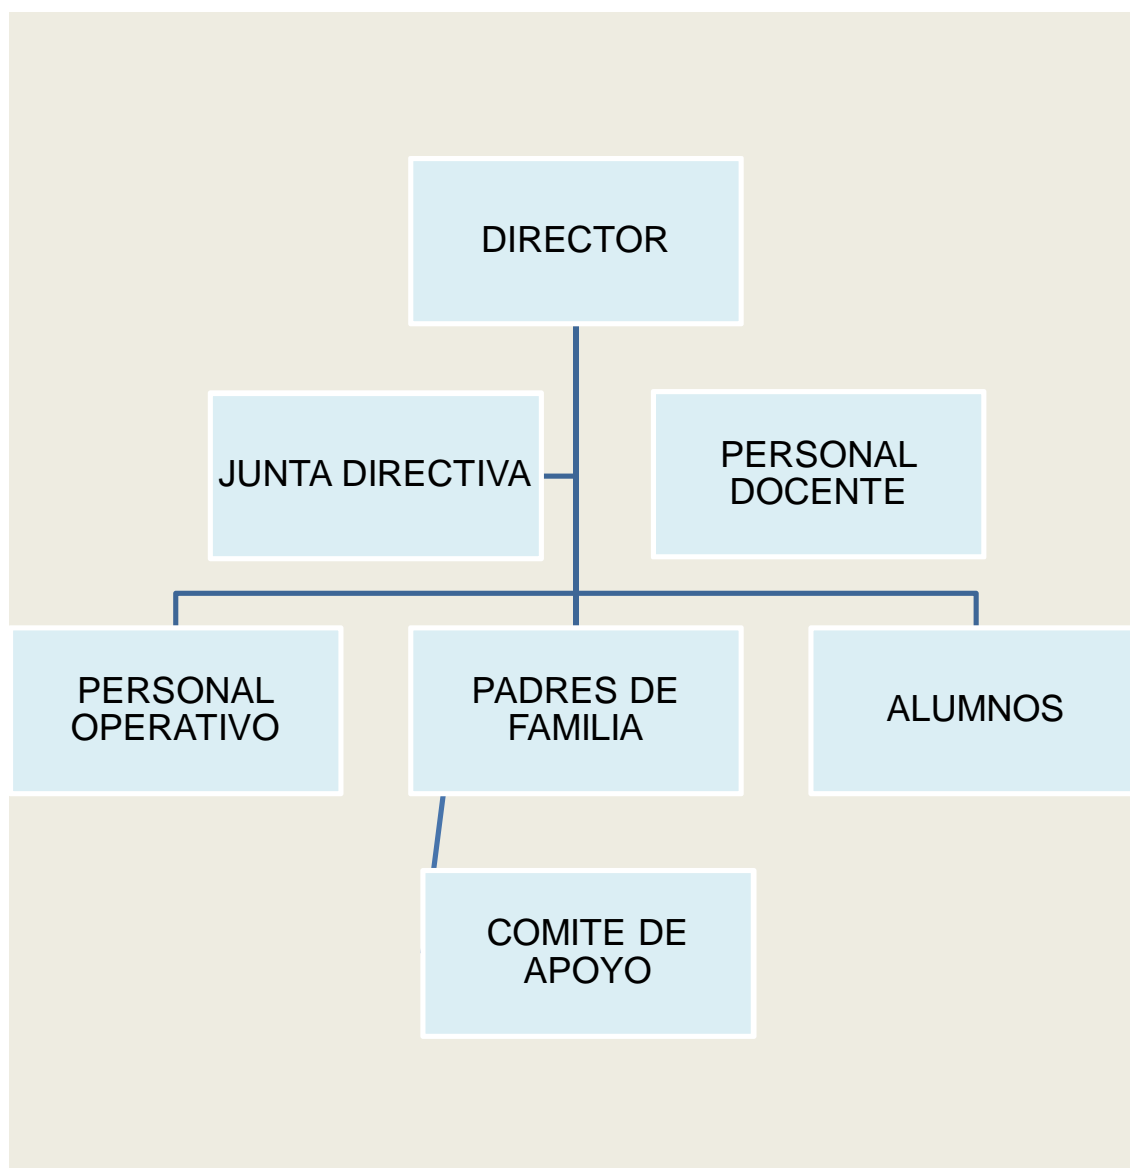 DIRECTOR
JUNTA DIRECTIVA
PERSONAL
DOCENTE
PERSONAL
OPERATIVO
PADRES DE
FAMILIA
ALUMNOS
COMITE DE
APOYO